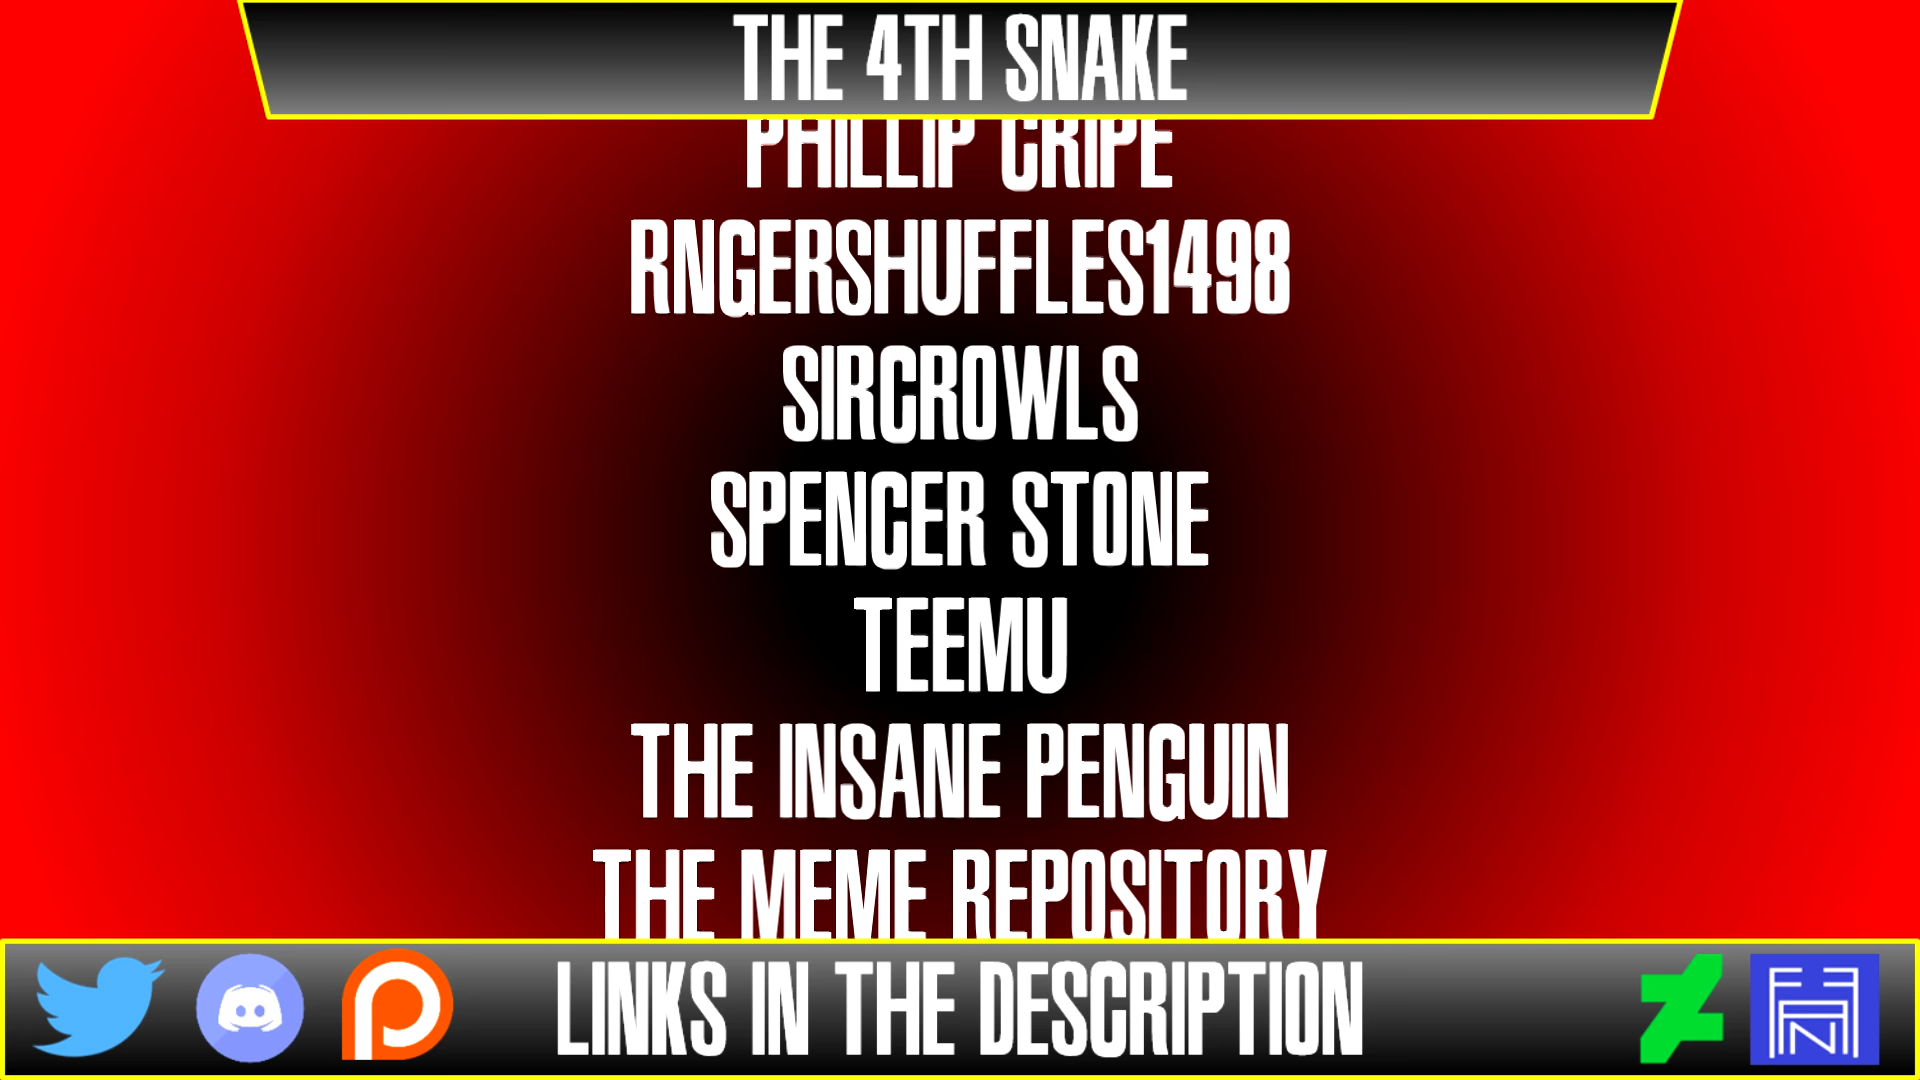 THE 4TH SNAKE
PHILLIP CRIPE
RNGERSHUFFLES1498
SIRCROWLS
SPENCER STONE
TEEMU
THE INSANE PENGUIN
THE MEME REPOSITORY
LINKS IN THE DESCRIPTION